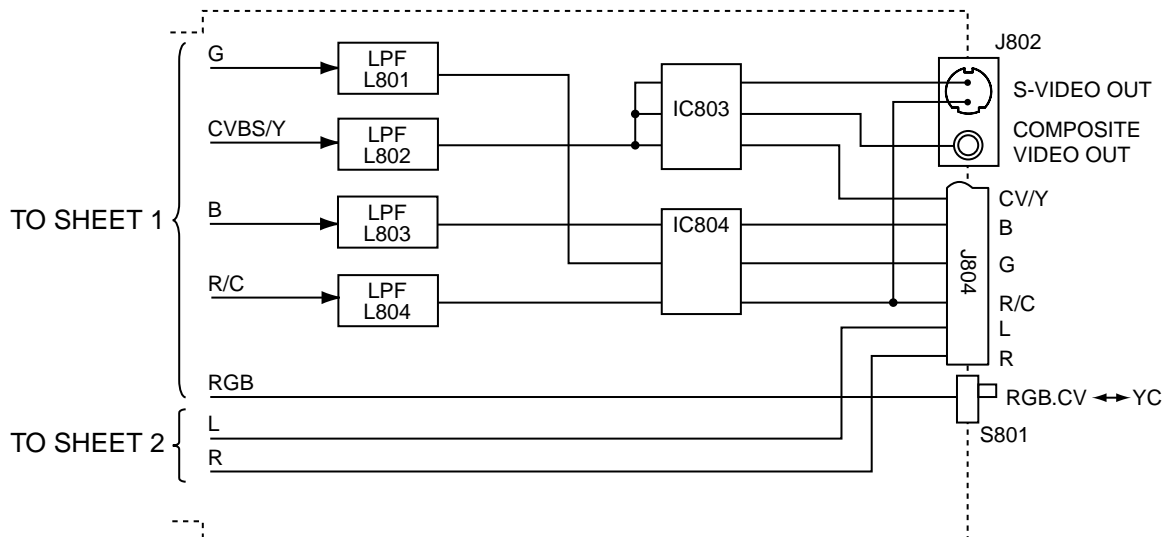 TO SHEET 1
TO SHEET 2
G
CVBS/Y
B
R/C
RGB
L
R
LPF
L801
LPF
L802
LPF
L803
LPF
L804
IC803
IC804
J802
S-VIDEO OUT
COMPOSITE
VIDEO OUT
J804
CV/Y
B
G
R/C
L
R
RGB.CV ↔ YC
S801